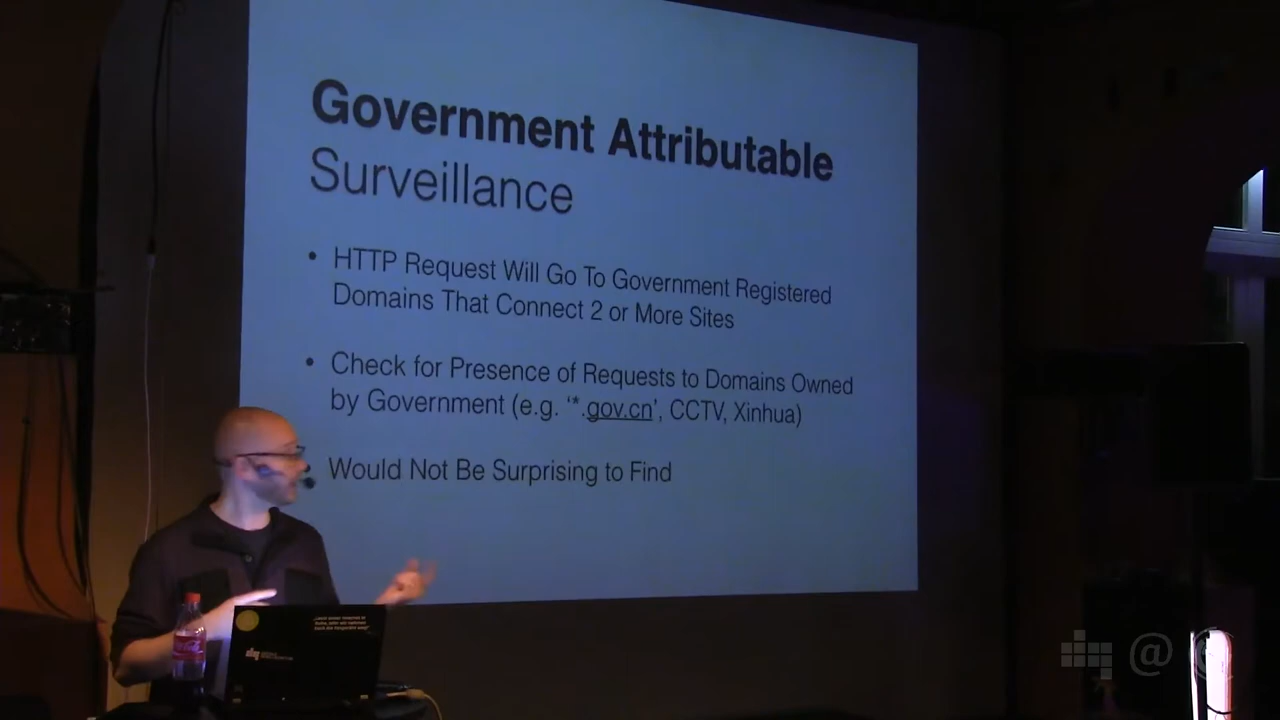 Government Attributable
Surveillance
• HTTP Request Will Go To Government Registered
Domains That Connect 2 or More Sites
• Check for Presence of Requests to Domains Owned
by Government (e.g. ‘*.gov.cn’, CCTV, Xinhua)
Would Not Be Surprising to Find
@